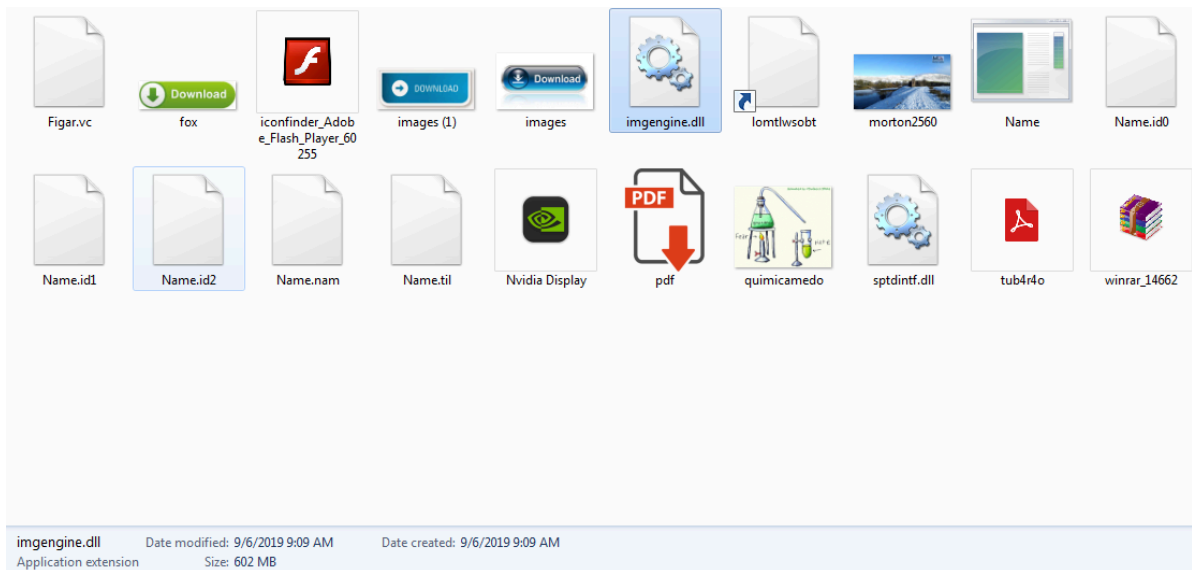 Download
DOWNLOAD
Download
Figar.vc
fox
iconfinder_Adob
e_Flash_Player_60
255
images (1)
images
imgengine.dll
lomtlwsobt
morton2560
Name
Name.id0
PDF
Name.id1
Name.id2
Name.nam
Name.til
Nvidia Display
pdf
quimicamedo
sptdintf.dll
tub4r4o
winrar_14662
imgengine.dll Date modified: 9/6/2019 9:09 AM Date created: 9/6/2019 9:09 AM
Application extension Size: 602 MB